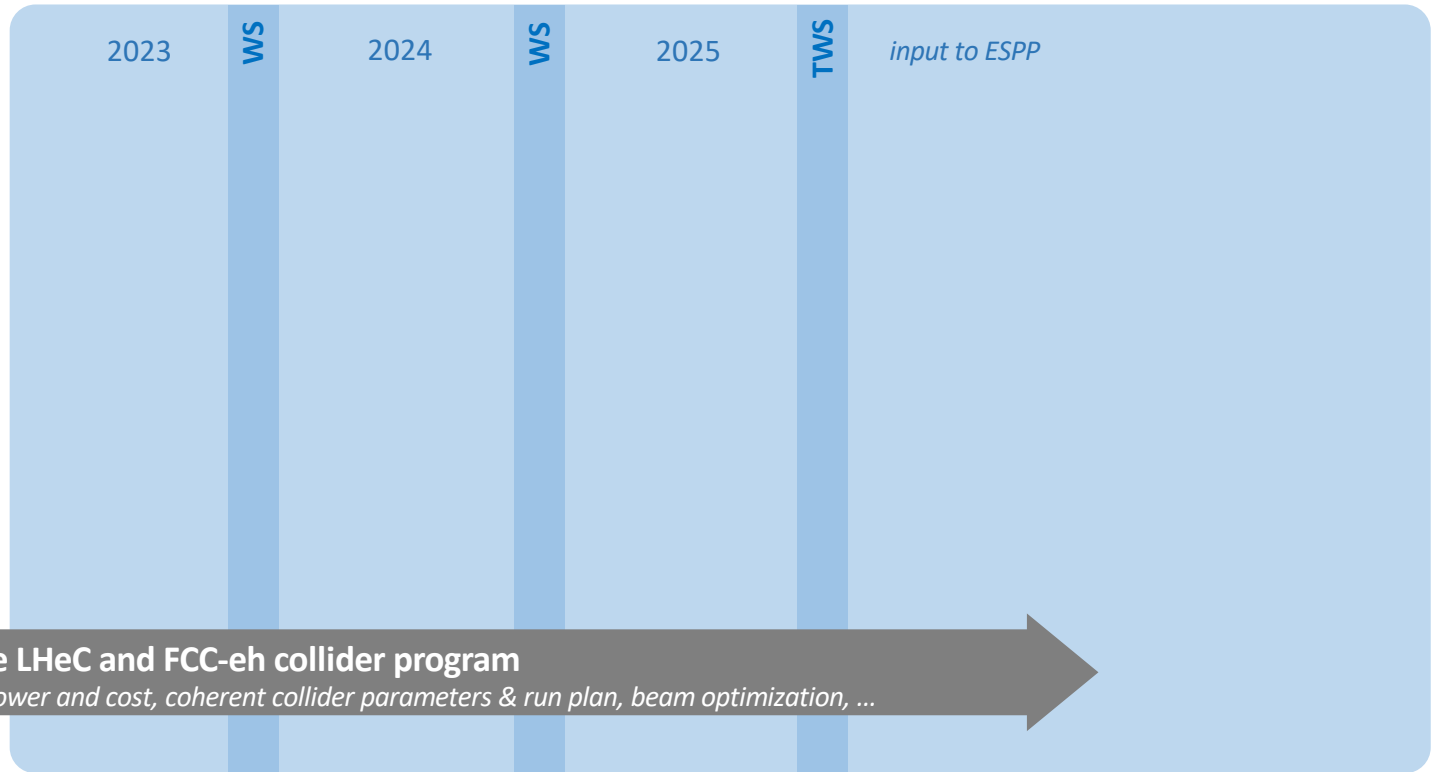 2023 WS 2024 WS 2025 TWS input to ESPP
LHeC and FCC-eh collider program
and cost, coherent collider parameters & run plan, beam optimization, ...